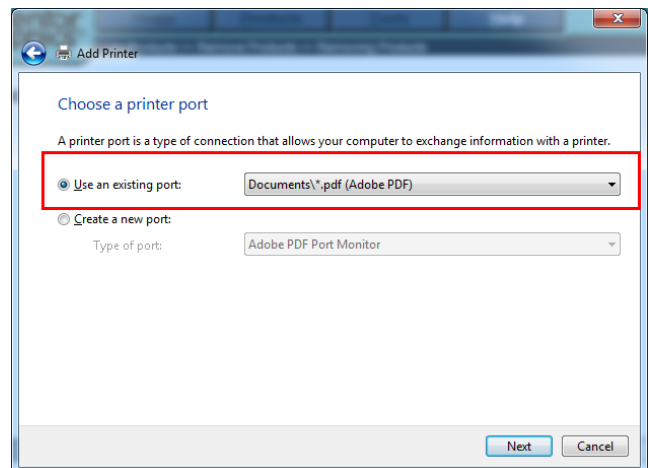 Add Printer
Choose a printer port
A printer port is a type of connection that allows your computer to exchange information with a printer.
Use an existing port: Documents\*.pdf (Adobe PDF)
Create a new port:
Type of port: Adobe PDF Port Monitor
Next Cancel